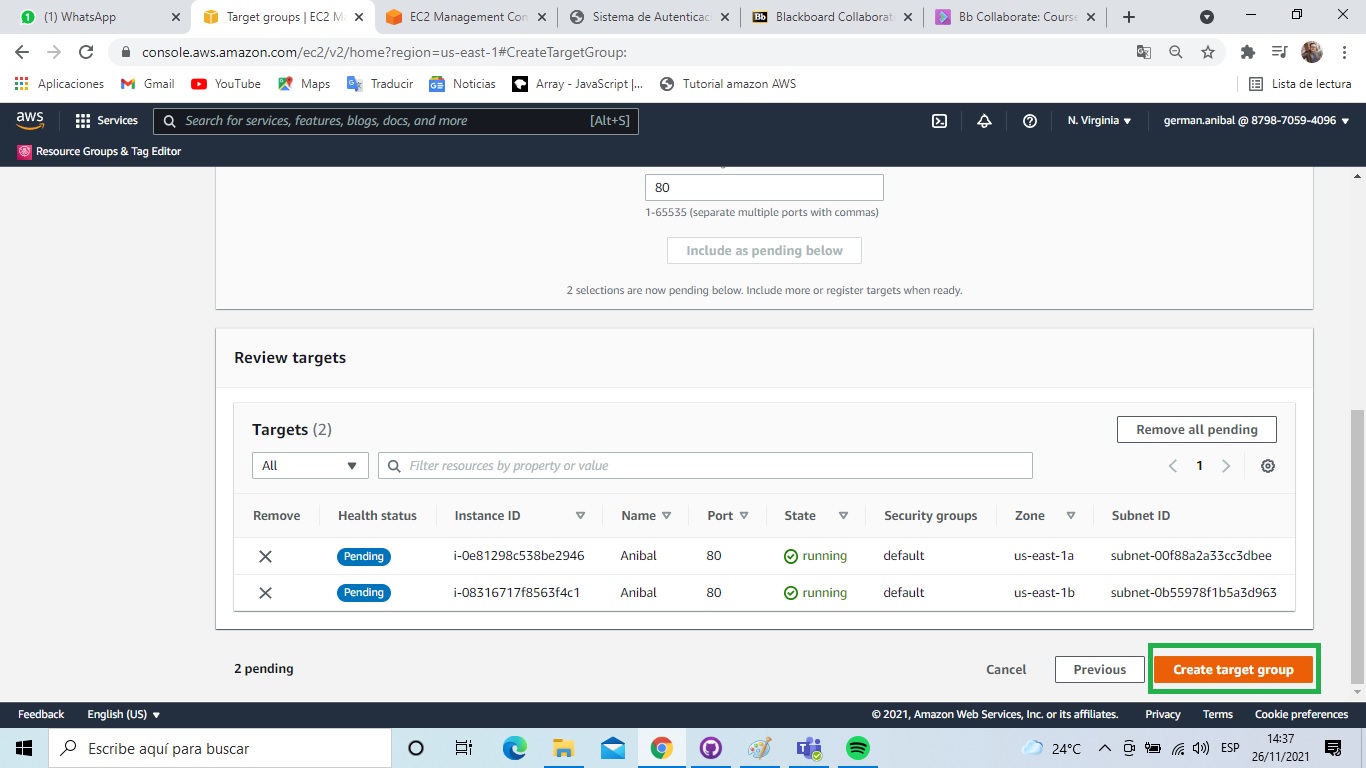 (1) WhatsApp
Target groups | EC2 M
EC2 Management Con
Sistema de Autenticac
Blackboard Collaborat
Bb Collaborate: Course
console.aws.amazon.com/ec2/v2/home?region=us-east-1#CreateTargetGroup:
Aplicaciones
Gmail
YouTube
Maps
Traducir
Noticias
Array - JavaScript |...
Tutorial amazon AWS
Lista de lectura
aws
Services
Search for services, features, blogs, docs, and more
[Alt+S]
N. Virginia
german.anibal @ 8798-7059-4096
Resource Groups & Tag Editor
80
1-65535 (separate multiple ports with commas)
Include as pending below
2 selections are now pending below. Include more or register targets when ready.
Review targets
Targets (2)
Remove all pending
All
Filter resources by property or value
1
Remove Health status Instance ID Name Port State Security groups Zone Subnet ID
Pending i-0e81298c538be2946 Anibal 80 running default us-east-1a subnet-00f88a2a33cc3dbee
Pending i-08316717f8563f4c1 Anibal 80 running default us-east-1b subnet-0b55978f1b5a3d963
2 pending
Cancel
Previous
Create target group
Feedback
English (US)
© 2021, Amazon Web Services, Inc. or its affiliates.
Privacy
Terms
Cookie preferences
Escribe aquí para buscar
24°C
ESP
14:37
26/11/2021